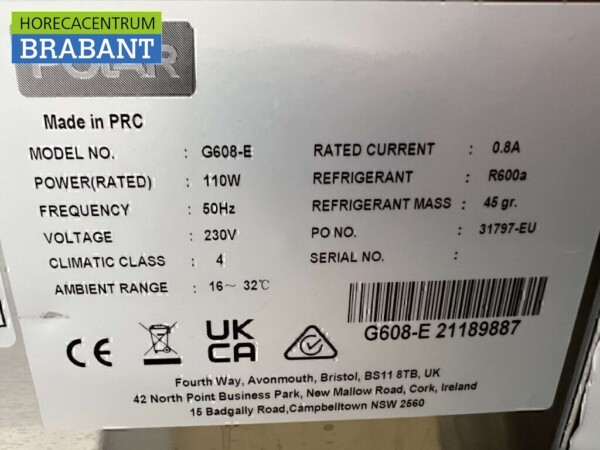 HORECACENTRUM
BRABANT
POLAR
Made in PRC
MODEL NO. : G608-E
POWER(RATED) : 110W
FREQUENCY : 50Hz
VOLTAGE : 230V
CLIMATIC CLASS : 4
AMBIENT RANGE : 16~ 32℃
RATED CURRENT : 0.8A
REFRIGERANT : R600a
REFRIGERANT MASS : 45 gr.
PO NO. : 31797-EU
SERIAL NO. :
G608-E 21189887
CE
UK
CA
Fourth Way, Avonmouth, Bristol, BS11 8TB, UK
42 North Point Business Park, New Mallow Road, Cork, Ireland
15 Badgally Road,Campbelltown NSW 2560